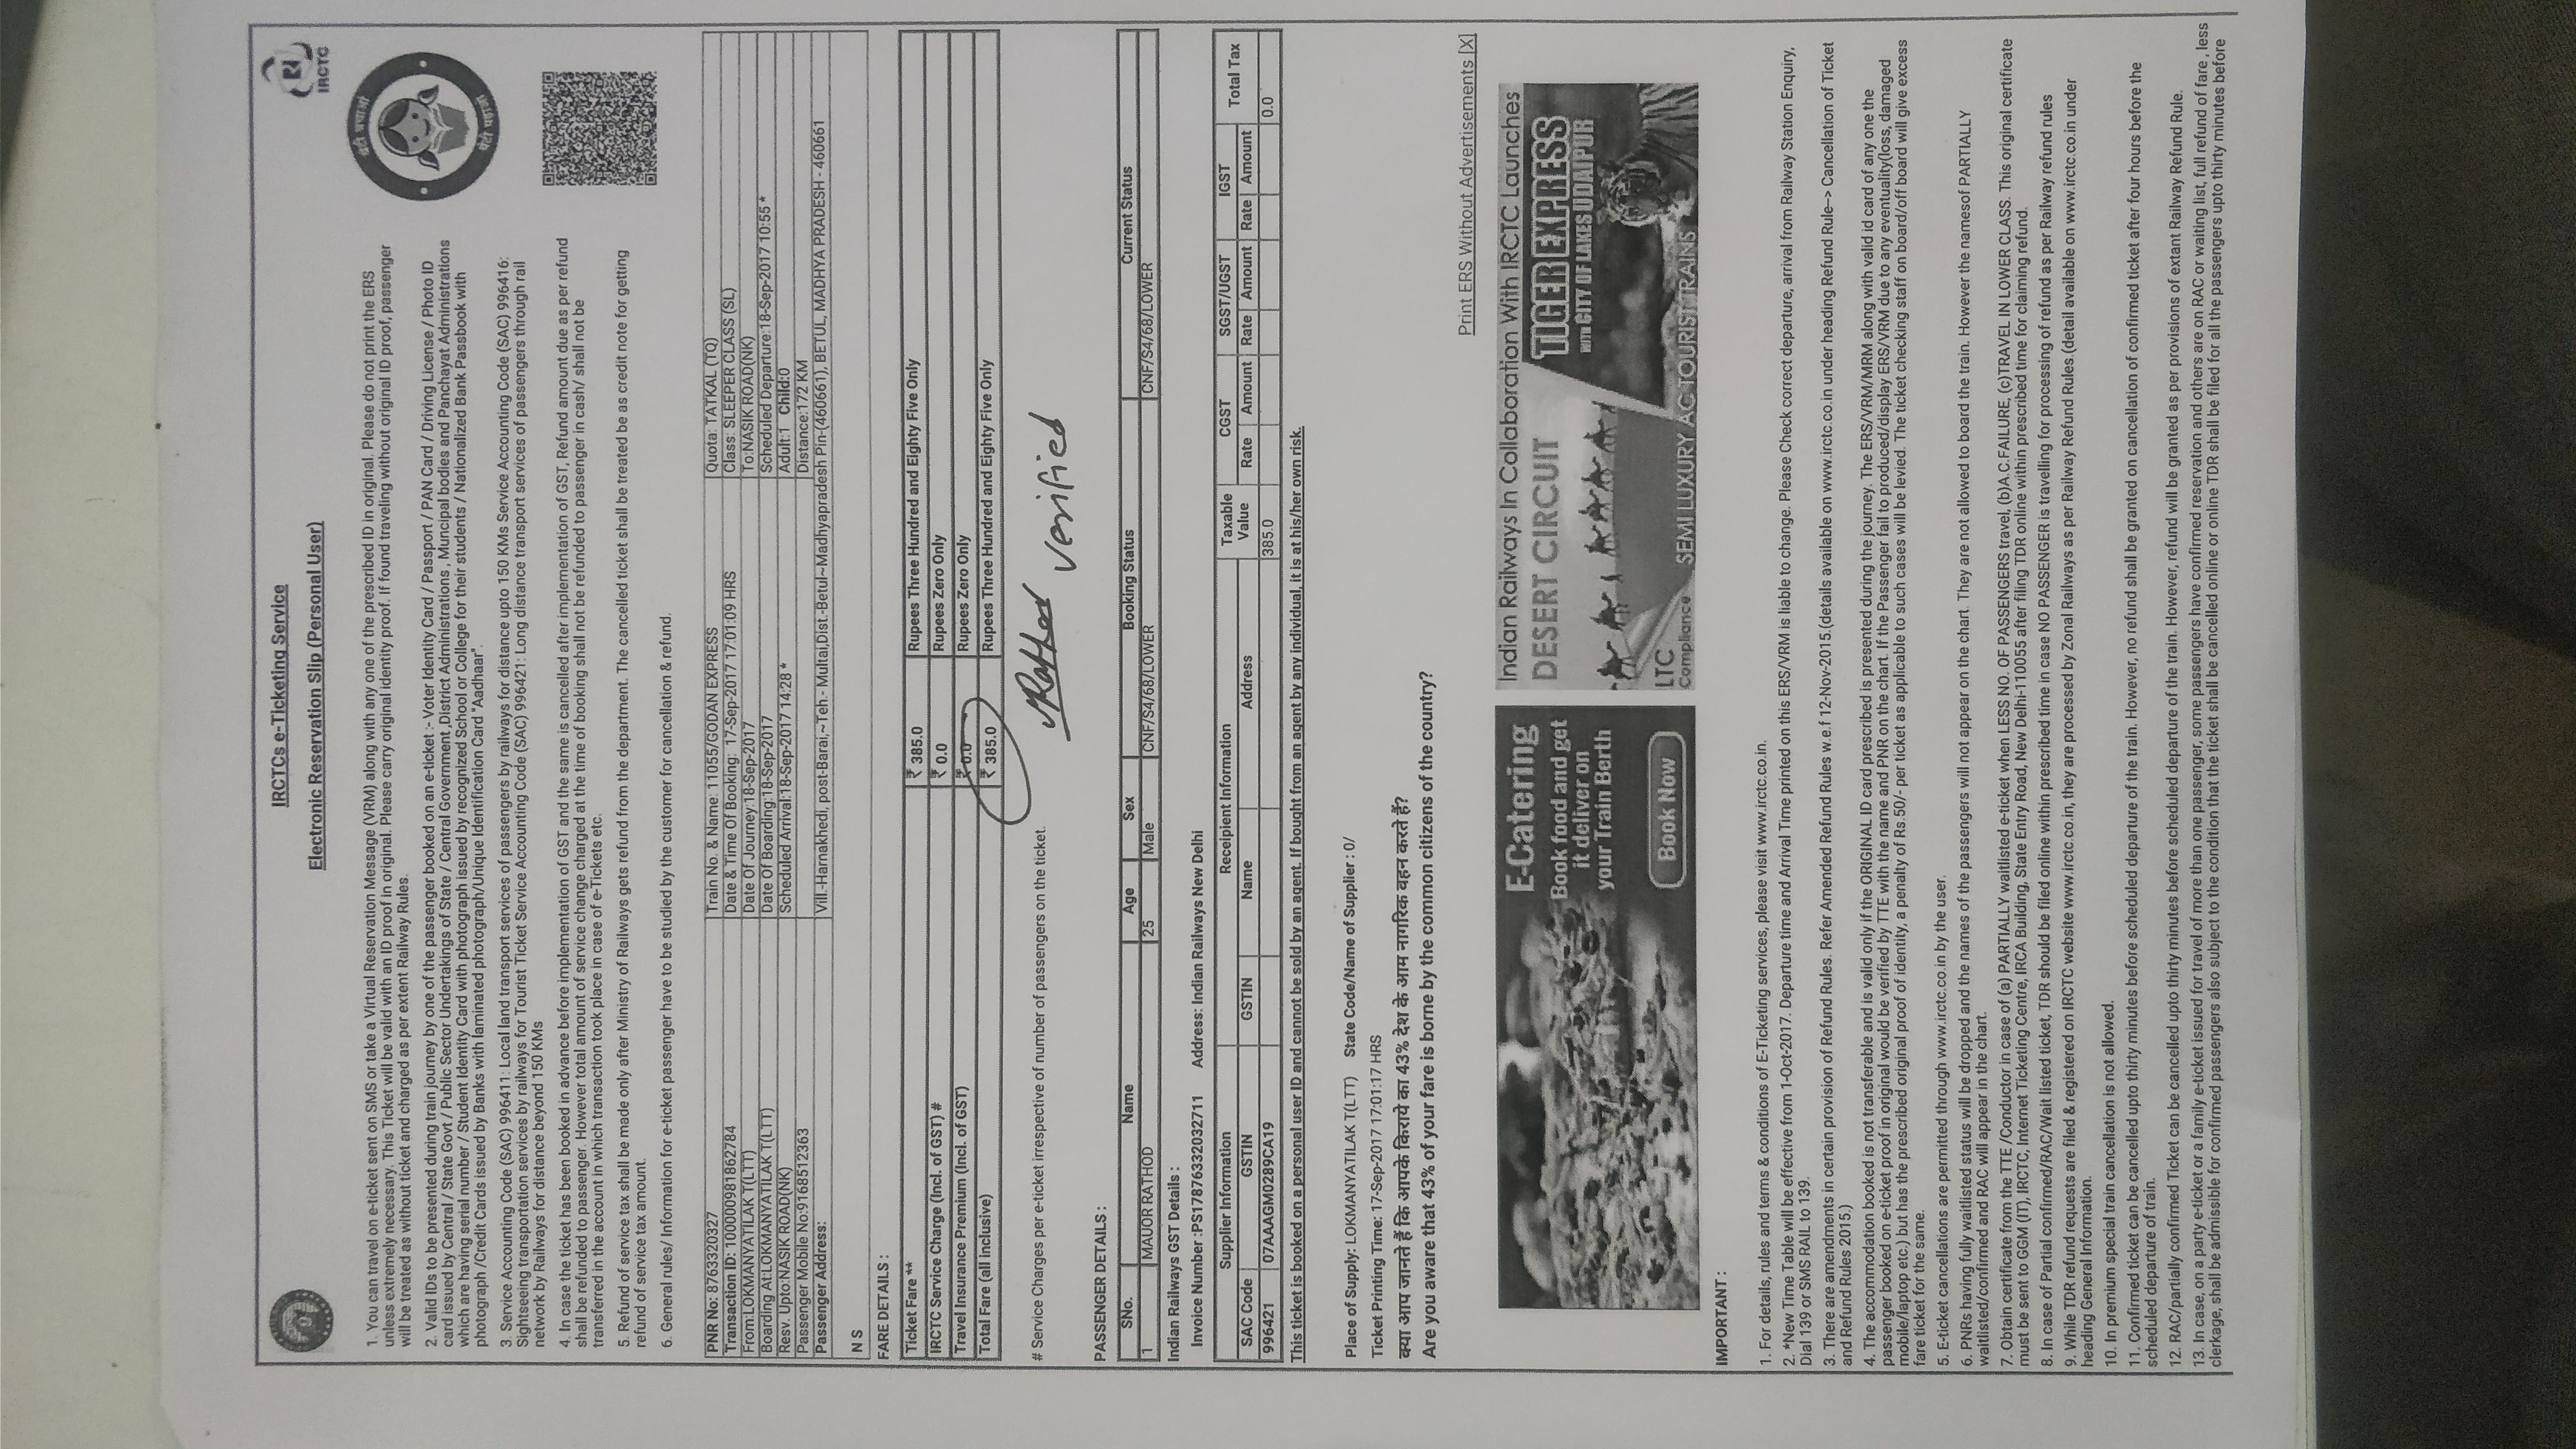 IRCTCs e-Ticketing Service
Electronic Reservation Slip (Personal User)
IRCTC
1. You can travel on e-ticket sent on SMS or take a Virtual Reservation Message (VRM) along with any one of the prescribed ID in original. Please do not print the ERS
unless extremely necessary. This Ticket will be valid with an ID proof in original. Please carry original identity proof. If found traveling without original ID proof, passenger
will be treated as without ticket and charged as per extent Railway Rules.
बेटी बचाओ
बेटी पढ़ाओ
2. Valid IDs to be presented during train journey by one of the passenger booked on an e-ticket :- Voter Identity Card / Passport / PAN Card / Driving License / Photo ID
card issued by Central / State Govt / Public Sector Undertakings of State / Central Government ,District Administrations , Muncipal bodies and Panchayat Administrations
which are having serial number / Student Identity Card with photograph issued by recognized School or College for their students / Nationalized Bank Passbook with
photograph /Credit Cards issued by Banks with laminated photograph/Unique Identification Card "Aadhaar".
3. Service Accounting Code (SAC) 996411: Local land transport services of passengers by railways for distance upto 150 KMs Service Accounting Code (SAC) 996416:
Sightseeing transportation services by railways for Tourist Ticket Service Accounting Code (SAC) 996421: Long distance transport services of passengers through rail
network by Railways for distance beyond 150 KMs
4. In case the ticket has been booked in advance before implementation of GST and the same is cancelled after implementation of GST, Refund amount due as per refund
shall be refunded to passenger. However total amount of service change charged at the time of booking shall not be refunded to passenger in cash/ shall not be
transferred in the account in which transaction took place in case of e-Tickets etc.
5. Refund of service tax shall be made only after Ministry of Railways gets refund from the department. The cancelled ticket shall be treated be as credit note for getting
refund of service tax amount.
6. General rules/ Information for e-ticket passenger have to be studied by the customer for cancellation & refund.
PNR No: 8763320327 Train No. & Name: 11055/GODAN EXPRESS Quota: TATKAL (TQ)
Transaction ID: 100000981862784 Date & Time Of Booking: 17-Sep-2017 17:01:09 HRS Class: SLEEPER CLASS (SL)
From:LOKMANYATILAK T(LTT) Date Of Journey:18-Sep-2017 To:NASIK ROAD(NK)
Boarding At:LOKMANYATILAK T(LTT) Date Of Boarding:18-Sep-2017 Scheduled Departure:18-Sep-2017 10:55 *
Resv. Upto:NASIK ROAD(NK) Scheduled Arrival:18-Sep-2017 14:28 * Adult:1 Child:0
Passenger Mobile No:9168512363 Distance:172 KM
Passenger Address: Vill.-Harnakhedi, post-Barai,~Teh.- Multai,Dist.-Betul~Madhyapradesh Pin-(460661), BETUL, MADHYA PRADESH - 460661
N S
FARE DETAILS :
Ticket Fare ** ₹ 385.0 Rupees Three Hundred and Eighty Five Only
IRCTC Service Charge (Incl. of GST) # ₹ 0.0 Rupees Zero Only
Travel Insurance Premium (Incl. of GST) ₹ 0.0 Rupees Zero Only
Total Fare (all inclusive) ₹ 385.0 Rupees Three Hundred and Eighty Five Only
# Service Charges per e-ticket irrespective of number of passengers on the ticket.
verified
PASSENGER DETAILS :
SNo. Name Age Sex Booking Status Current Status
1 MAUOR RATHOD 25 Male CNF/S4/68/LOWER CNF/S4/68/LOWER
Indian Railways GST Details :
Invoice Number :PS17876332032711 Address: Indian Railways New Delhi
Supplier Information Receipient Information Taxable Value CGST SGST/UGST IGST Total Tax
SAC Code GSTIN GSTIN Name Address Rate Amount Rate Amount Rate Amount
996421 07AAAGM0289CA19 385.0 0.0
This ticket is booked on a personal user ID and cannot be sold by an agent. If bought from an agent by any individual, it is at his/her own risk.
Place of Supply: LOKMANYATILAK T(LTT) State Code/Name of Supplier : 0/
Ticket Printing Time: 17-Sep-2017 17:01:17 HRS
क्या आप जानते हैं कि आपके किराये का 43% देश के आम नागरिक वहन करते हैं?
Are you aware that 43% of your fare is borne by the common citizens of the country?
Print ERS Without Advertisements [X]
E-Catering
Book food and get
it deliver on
your Train Berth
Book Now
Indian Railways In Collaboration With IRCTC Launches
DESERT CIRCUIT
TIGER EXPRESS
WITH CITY OF LAKES UDAIPUR
LTC
Compliance
SEMI LUXURY AC TOURIST TRAINS
IMPORTANT :
1. For details, rules and terms & conditions of E-Ticketing services, please visit www.irctc.co.in.
2. *New Time Table will be effective from 1-Oct-2017. Departure time and Arrival Time printed on this ERS/VRM is liable to change. Please Check correct departure, arrival from Railway Station Enquiry,
Dial 139 or SMS RAIL to 139.
3. There are amendments in certain provision of Refund Rules. Refer Amended Refund Rules w.e.f 12-Nov-2015.(details available on www.irctc.co.in under heading Refund Rule--> Cancellation of Ticket
and Refund Rules 2015.)
4. The accommodation booked is not transferable and is valid only if the ORIGINAL ID card prescribed is presented during the journey. The ERS/VRM/MRM along with valid id card of any one the
passenger booked on e-ticket proof in original would be verified by TTE with the name and PNR on the chart. If the Passenger fail to produced/display ERS/VRM due to any eventuality(loss, damaged
mobile/laptop etc.) but has the prescribed original proof of identity, a penalty of Rs.50/- per ticket as applicable to such cases will be levied. The ticket checking staff on board/off board will give excess
fare ticket for the same.
5. E-ticket cancellations are permitted through www.irctc.co.in by the user.
6. PNRs having fully waitlisted status will be dropped and the names of the passengers will not appear on the chart. They are not allowed to board the train. However the namesof PARTIALLY
waitlisted/confirmed and RAC will appear in the chart.
7. Obtain certificate from the TTE /Conductor in case of (a) PARTIALLY waitlisted e-ticket when LESS NO. OF PASSENGERS travel, (b)A.C.FAILURE, (c)TRAVEL IN LOWER CLASS. This original certificate
must be sent to GGM (IT), IRCTC, Internet Ticketing Centre, IRCA Building, State Entry Road, New Delhi-110055 after filing TDR online within prescribed time for claiming refund.
8. In case of Partial confirmed/RAC/Wait listed ticket, TDR should be filed online within prescribed time in case NO PASSENGER is travelling for processing of refund as per Railway refund rules
9. While TDR refund requests are filed & registered on IRCTC website www.irctc.co.in, they are processed by Zonal Railways as per Railway Refund Rules.(detail available on www.irctc.co.in under
heading General Information.
10. In premium special train cancellation is not allowed.
11. Confirmed ticket can be cancelled upto thirty minutes before scheduled departure of the train. However, no refund shall be granted on cancellation of confirmed ticket after four hours before the
scheduled departure of train.
12. RAC/partially confirmed Ticket can be cancelled upto thirty minutes before scheduled departure of the train. However, refund will be granted as per provisions of extant Railway Refund Rule.
13. In case, on a party e-ticket or a family e-ticket issued for travel of more than one passenger, some passengers have confirmed reservation and others are on RAC or waiting list, full refund of fare , less
clerkage, shall be admissible for confirmed passengers also subject to the condition that the ticket shall be cancelled online or online TDR shall be filed for all the passengers upto thirty minutes before